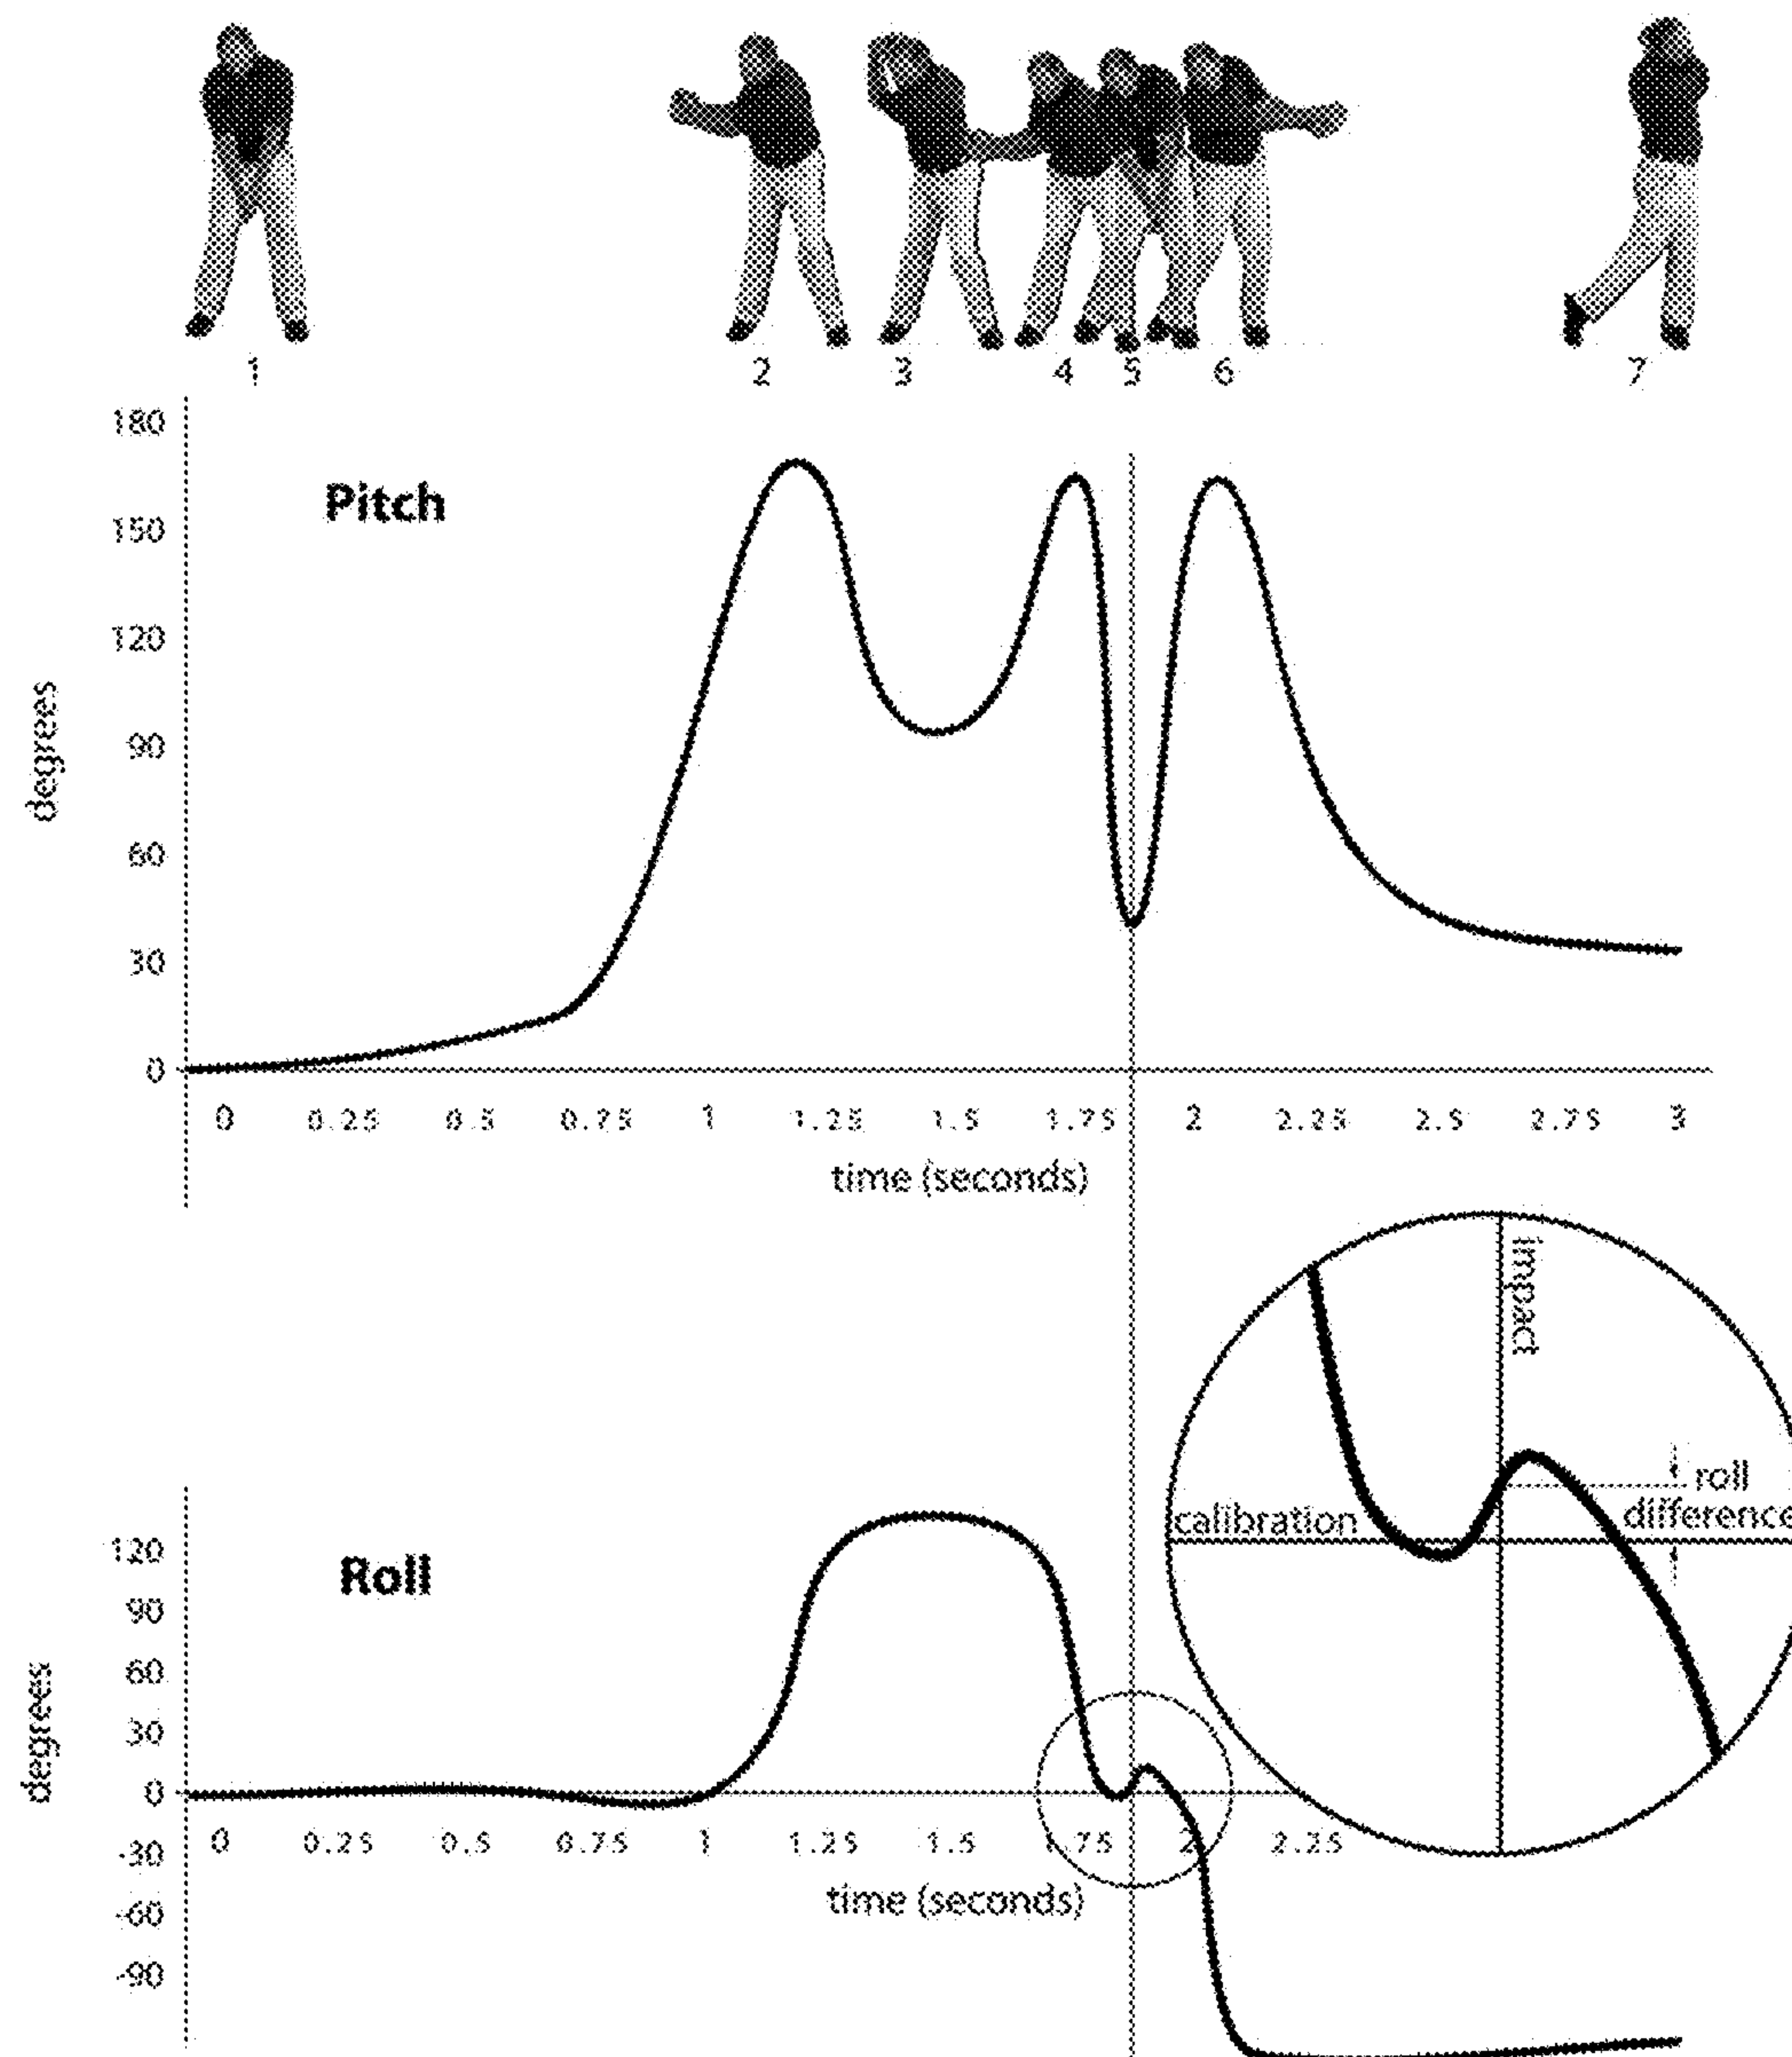 1 2 3 4 5 6 7
180
Pitch
150
120
90
60
30
0
degrees
0 0.25 0.5 0.75 1 1.25 1.5 1.75 2 2.25 2.5 2.75 3
time (seconds)
impact
roll
difference
calibration
120
Roll
90
60
30
0
-30
-60
-90
degrees
0 0.25 0.5 0.75 1 1.25 1.5 1.75 2 2.25
time (seconds)